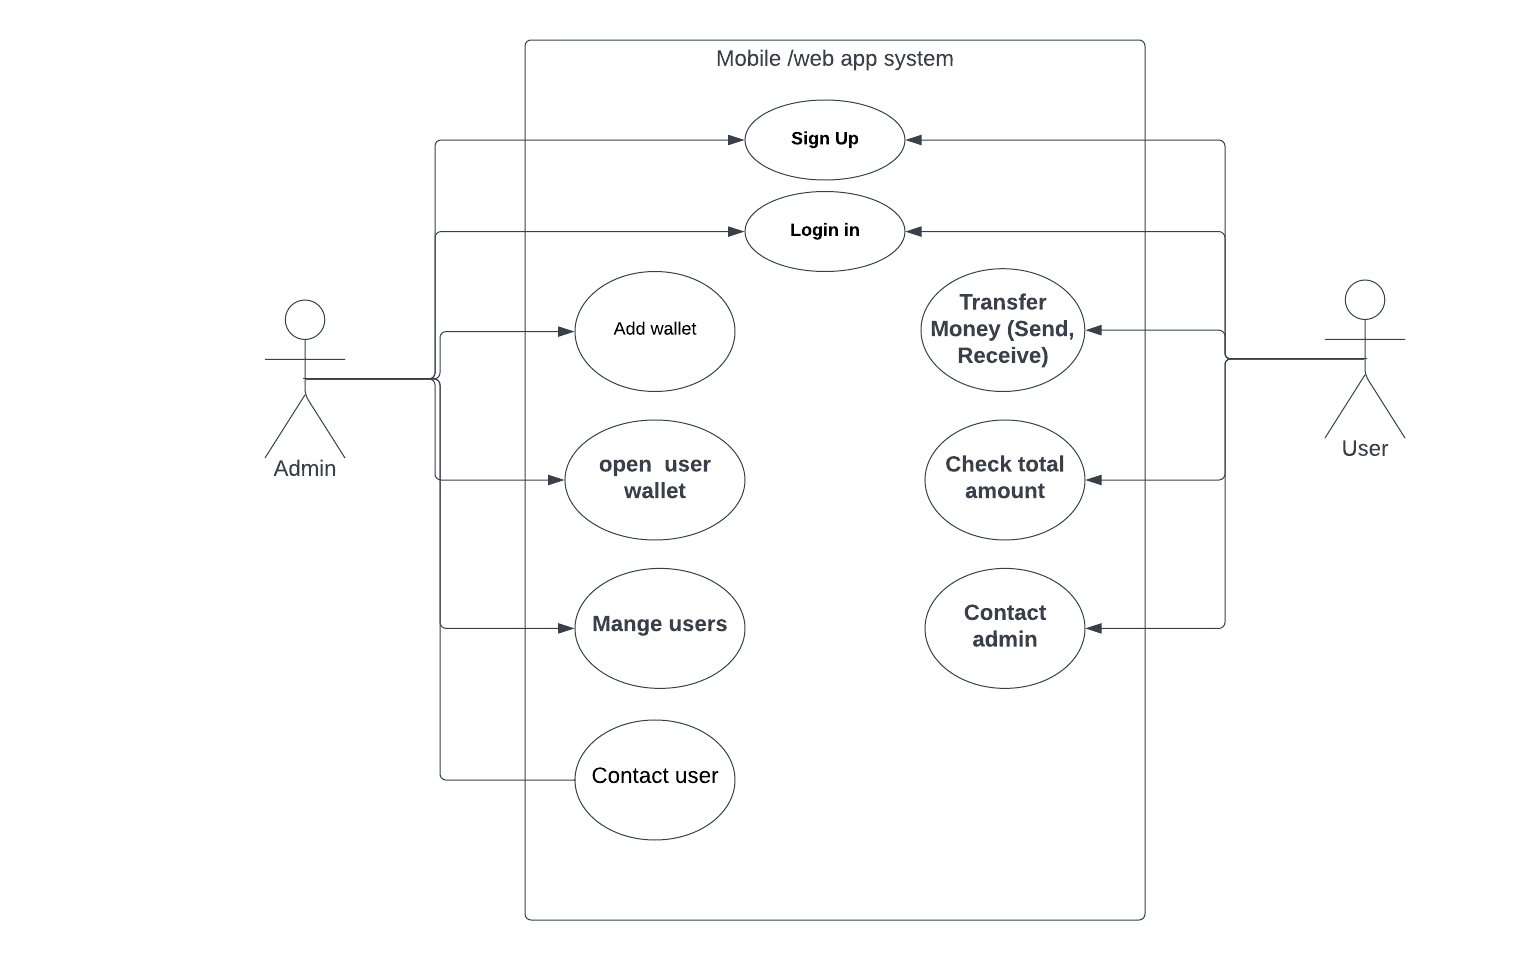 Mobile /web app system
Sign Up
Login in
Add wallet
Transfer
Money (Send,
Receive)
Admin
User
open  user
wallet
Check total
amount
Mange users
Contact
admin
Contact user